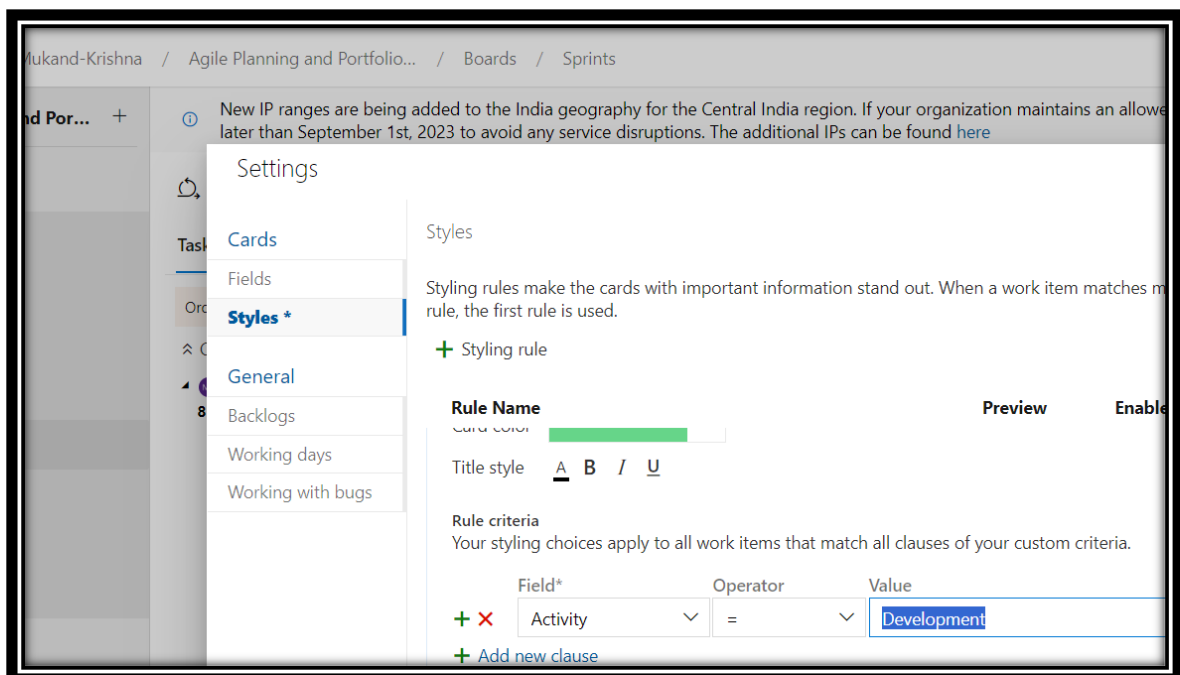 Mukand-Krishna / Agile Planning and Portfolio... / Boards / Sprints
nd Por... +
New IP ranges are being added to the India geography for the Central India region. If your organization maintains an allowe
later than September 1st, 2023 to avoid any service disruptions. The additional IPs can be found here
Settings
Task
Cards
Fields
Ord
Styles *
General
8
Backlogs
Working days
Working with bugs
Styles
Styling rules make the cards with important information stand out. When a work item matches m
rule, the first rule is used.
+ Styling rule
Rule Name Preview Enable
Card color
Title style A B I U
Rule criteria
Your styling choices apply to all work items that match all clauses of your custom criteria.
Field* Operator Value
Activity = Development
+ Add new clause